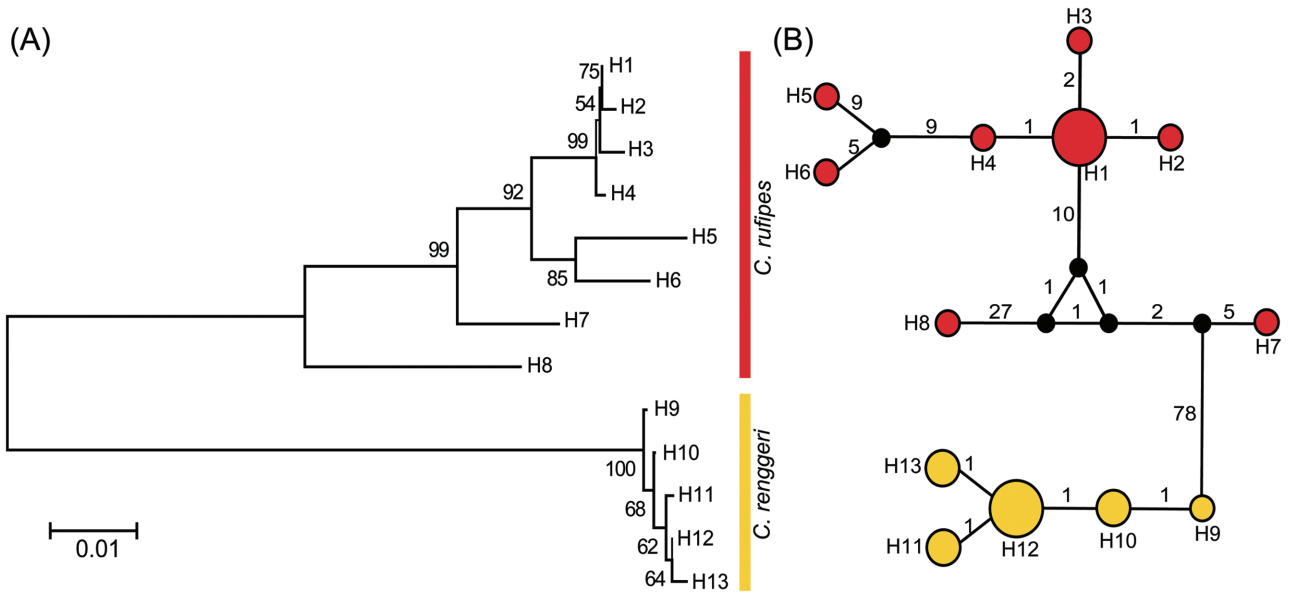 (A)
75
H1
54
H2
99
H3
H4
92
99
H5
85
H6
H7
H8
C. rufipes
H9
H10
100
H11
68
H12
62
64
H13
C. renggeri
0.01
(B)
H3
2
H5
9
9
1
1
5
H6
H4
H1
H2
10
1
1
H8
27
1
2
5
H7
78
H13
1
1
1
H9
H11
1
H12
H10